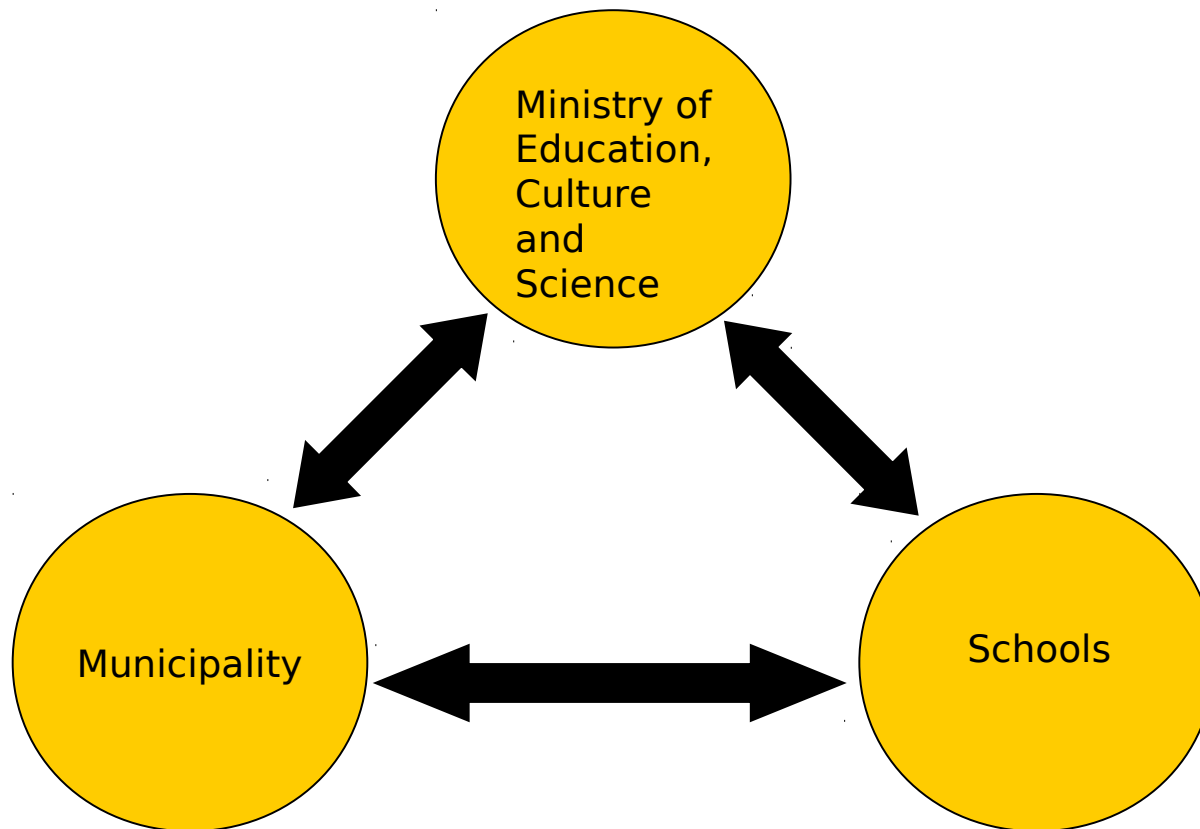 Ministry of
Education,
Culture
and
Science
Municipality
Schools